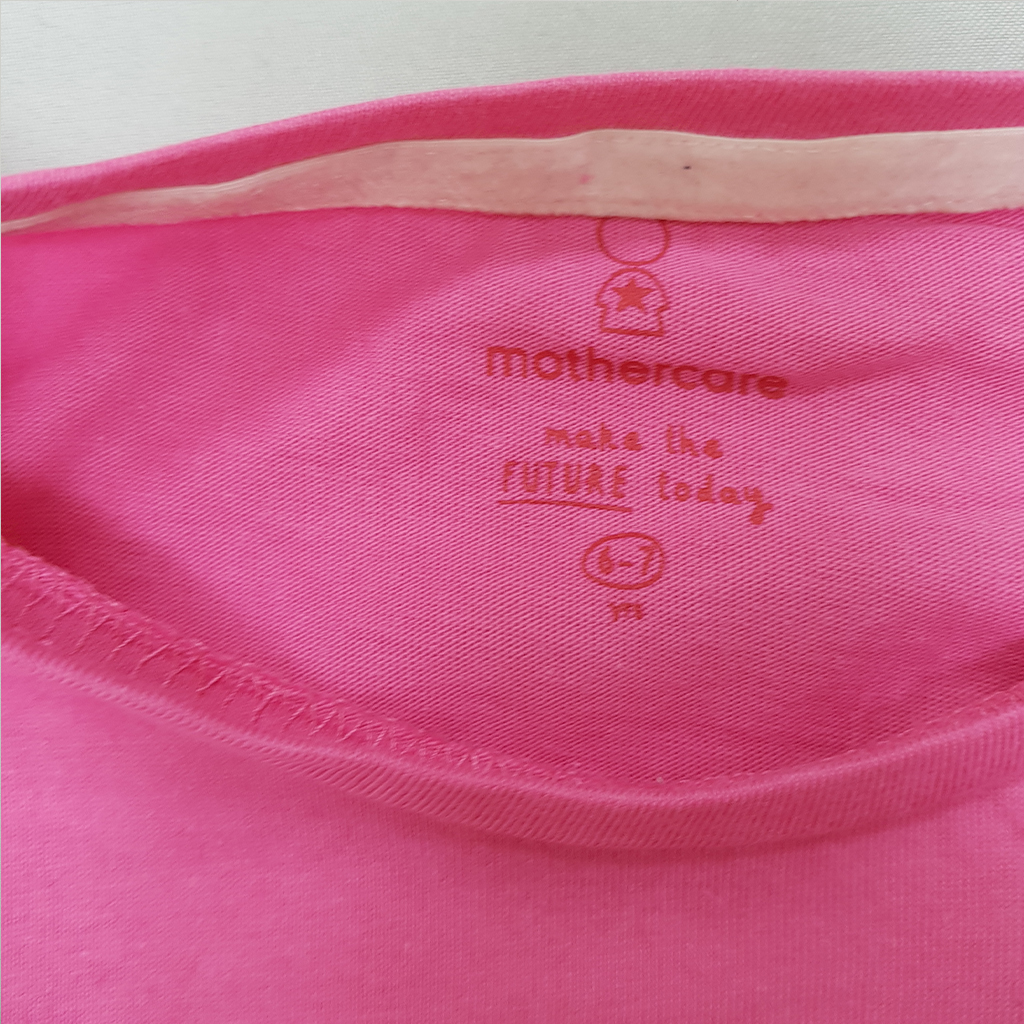 mothercare
make the
FUTURE today
6-7
yrs